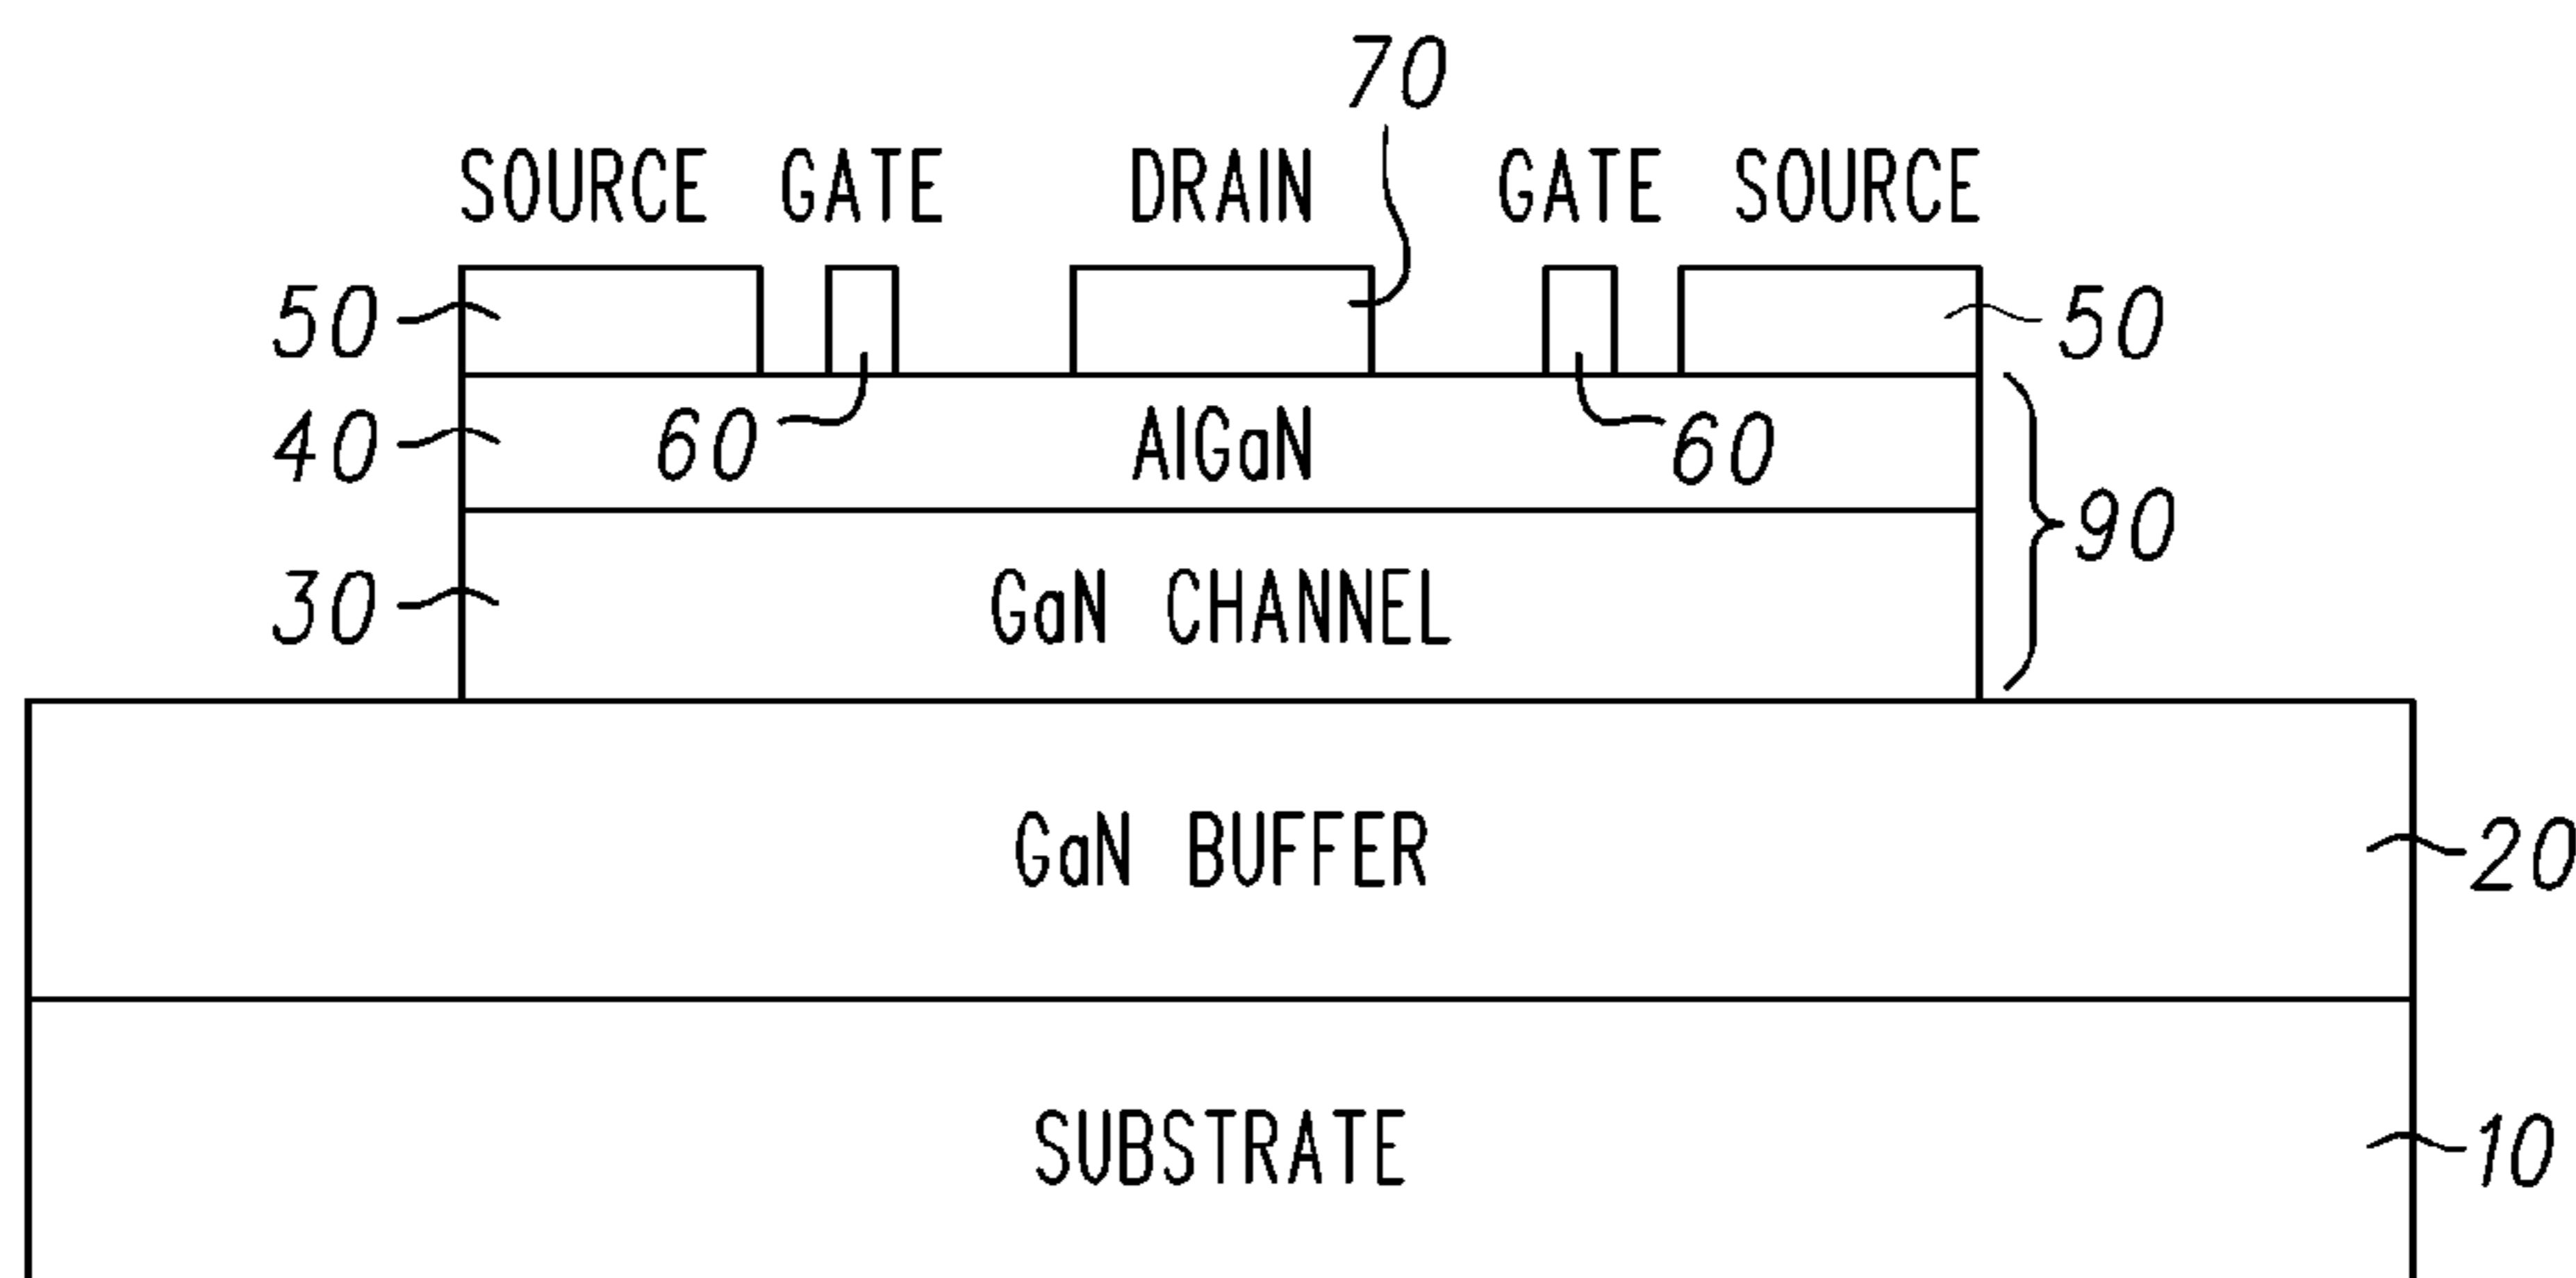 70
SOURCE GATE DRAIN GATE SOURCE
50 50
40 60 AlGaN 60
90
30 GaN CHANNEL
GaN BUFFER 20
SUBSTRATE 10